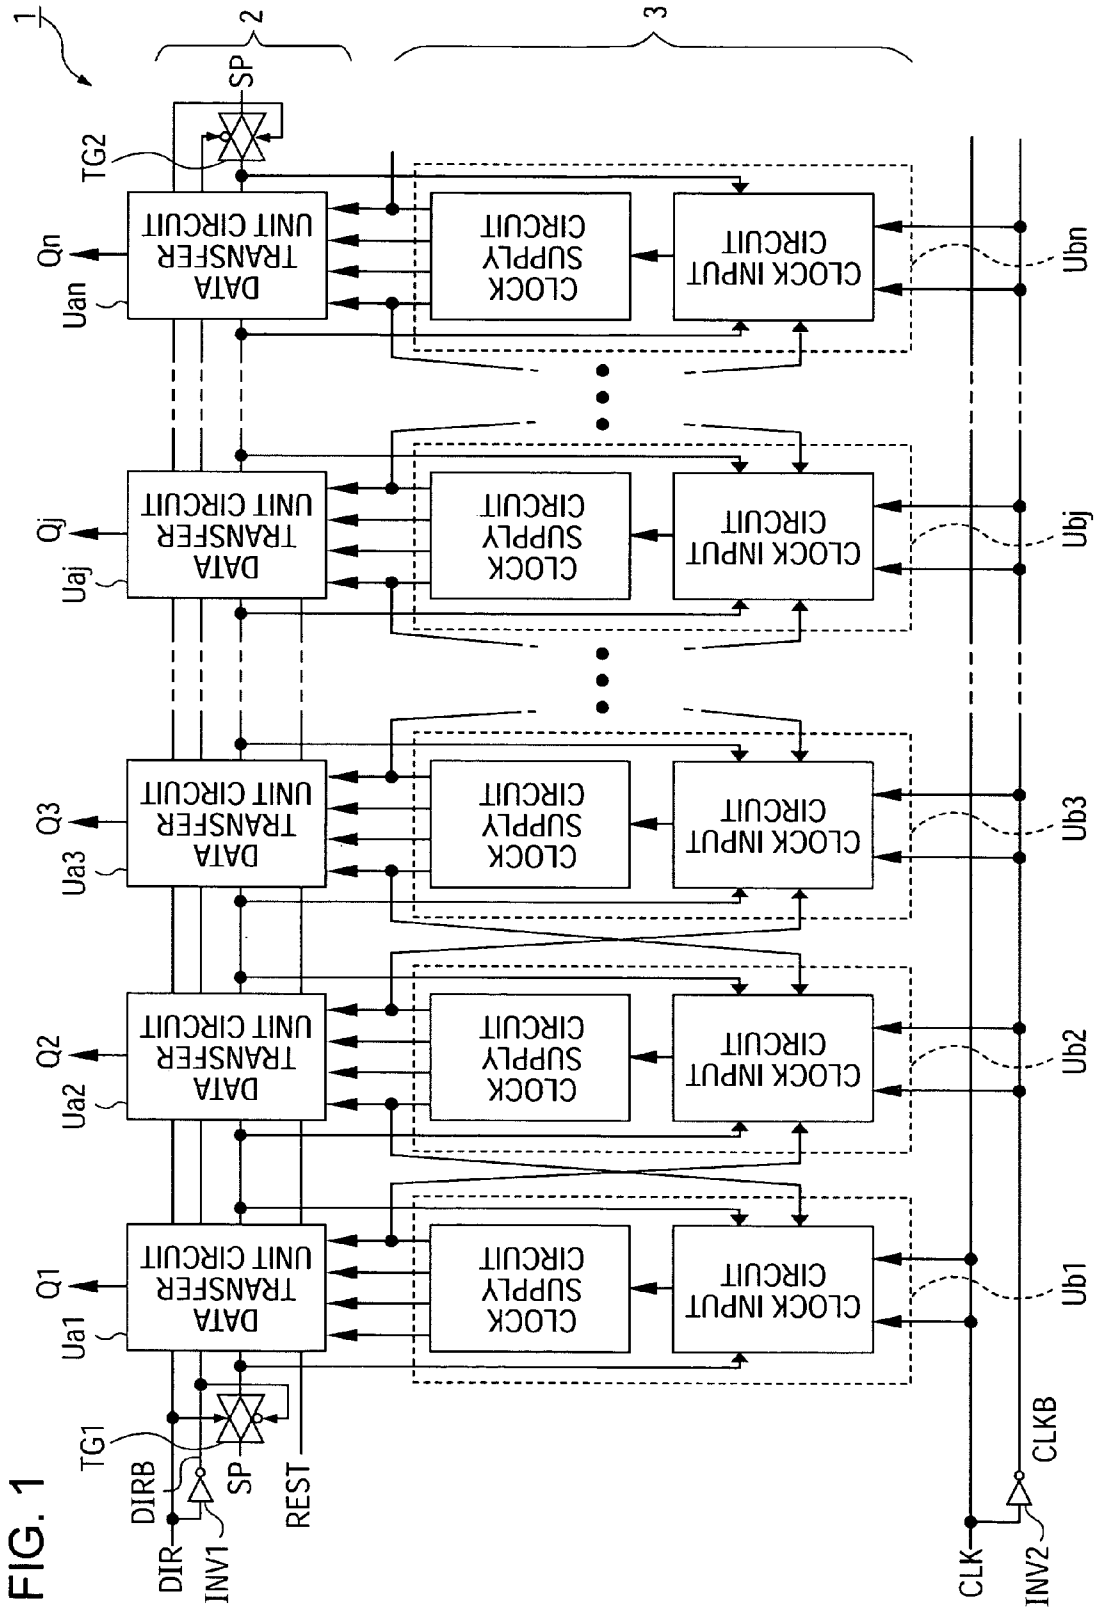 FIG. 1
1
2
3
DIR
DIRB
INV1
TG1
SP
REST
Ua1
Q1
DATA
TRANSFER
UNIT CIRCUIT
Ua2
Q2
DATA
TRANSFER
UNIT CIRCUIT
Ua3
Q3
DATA
TRANSFER
UNIT CIRCUIT
Uaj
Qj
DATA
TRANSFER
UNIT CIRCUIT
Uan
Qn
DATA
TRANSFER
UNIT CIRCUIT
TG2
SP
CLOCK
SUPPLY
CIRCUIT
CLOCK
SUPPLY
CIRCUIT
CLOCK
SUPPLY
CIRCUIT
CLOCK
SUPPLY
CIRCUIT
CLOCK
SUPPLY
CIRCUIT
CLOCK INPUT
CIRCUIT
CLOCK INPUT
CIRCUIT
CLOCK INPUT
CIRCUIT
CLOCK INPUT
CIRCUIT
CLOCK INPUT
CIRCUIT
CLK
INV2
CLKB
Ub1
Ub2
Ub3
Ubj
Ubn